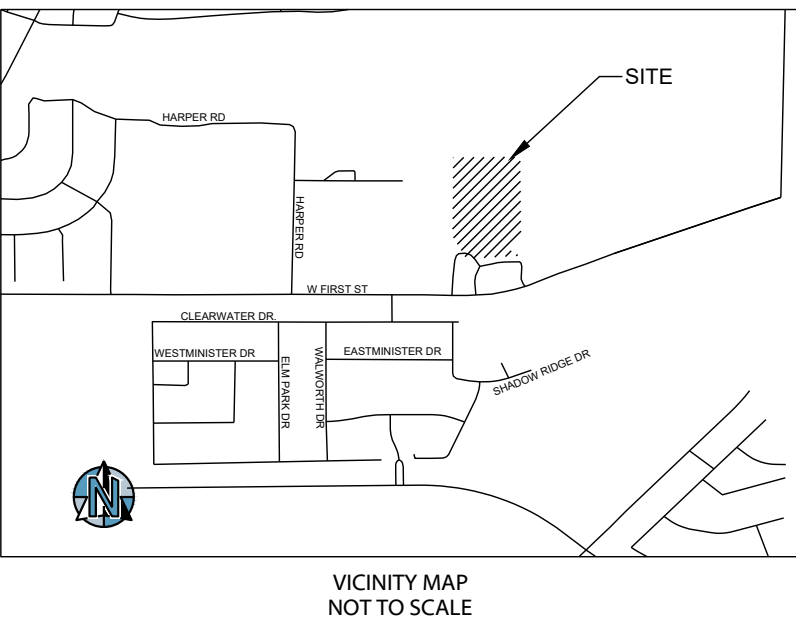 SITE
HARPER RD
HARPER RD
W FIRST ST
CLEARWATER DR.
WESTMINISTER DR
EASTMINISTER DR
ELM PARK DR
WALWORTH DR
SHADOW RIDGE DR
N
VICINITY MAP
NOT TO SCALE